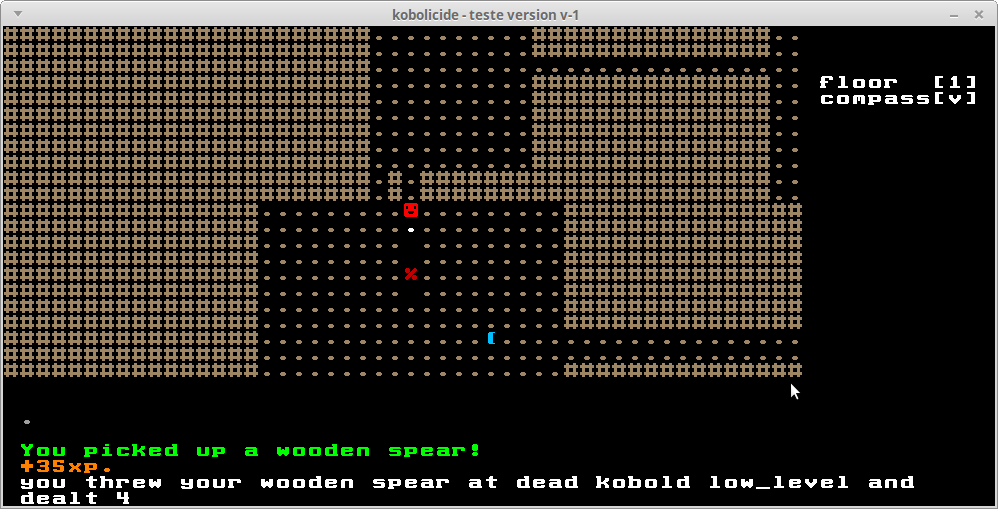 kobolicide - teste version v-1
floor [1]
compass[v]
You picked up a wooden spear!
+35xp.
you threw your wooden spear at dead kobold low_level and
dealt 4